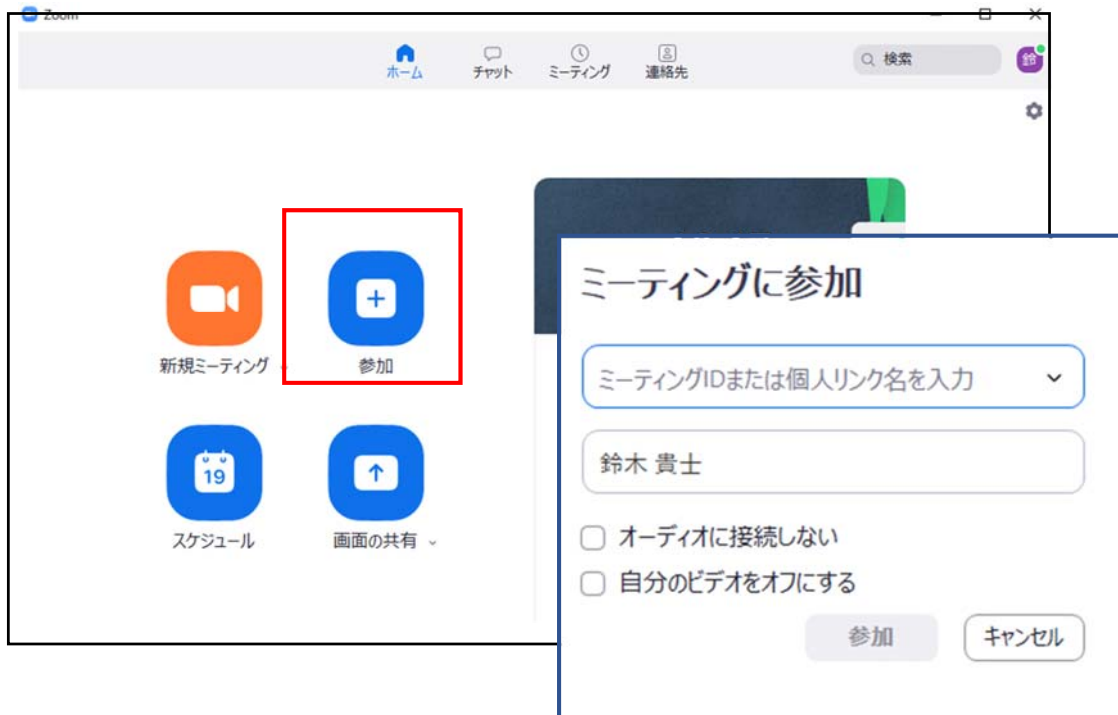 Zoom
ホーム
チャット
ミーティング
連絡先
検索
鈴
新規ミーティング
参加
19
スケジュール
画面の共有
ミーティングに参加
ミーティングIDまたは個人リンク名を入力
鈴木 貴士
オーディオに接続しない
自分のビデオをオフにする
参加
キャンセル